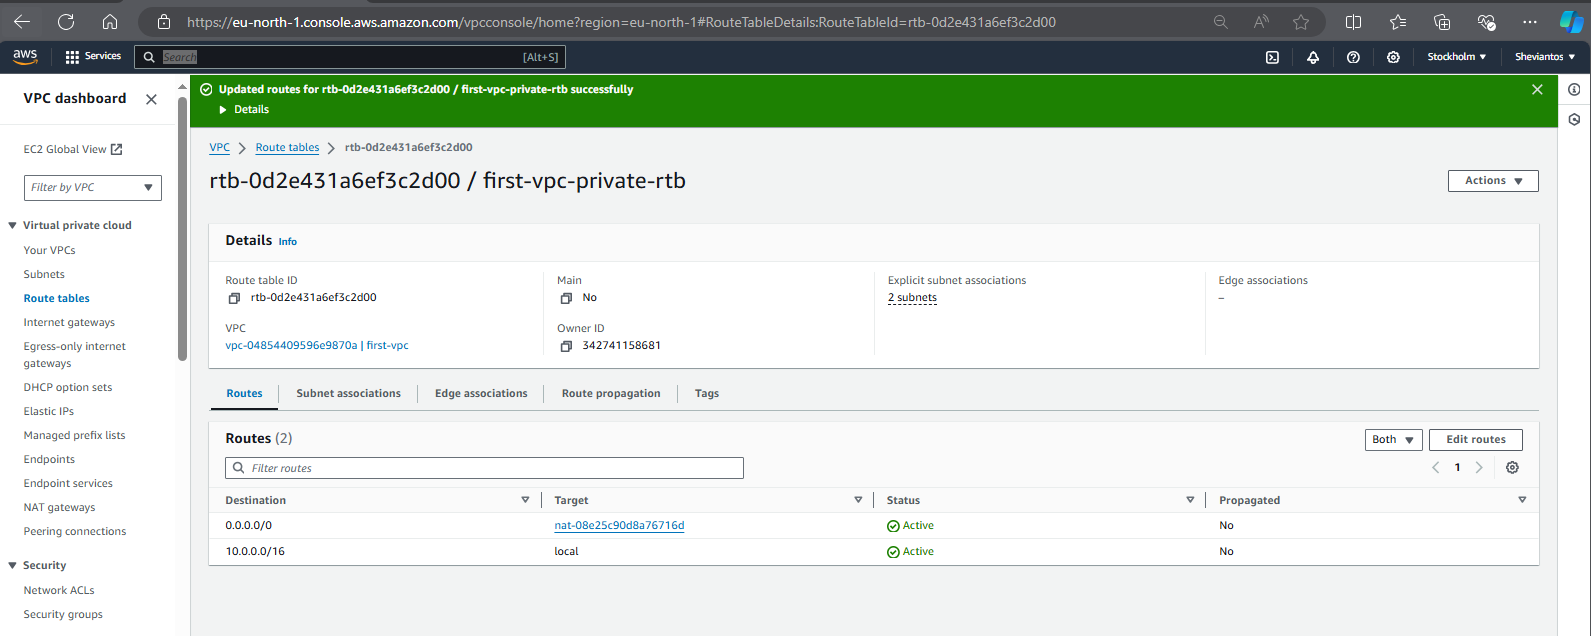 https://eu-north-1.console.aws.amazon.com/vpcconsole/home?region=eu-north-1#RouteTableDetails:RouteTableId=rtb-0d2e431a6ef3c2d00
aws
Services
Search
[Alt+S]
Stockholm
Sheviantos
VPC dashboard
EC2 Global View
Filter by VPC
Virtual private cloud
Your VPCs
Subnets
Route tables
Internet gateways
Egress-only internet
gateways
DHCP option sets
Elastic IPs
Managed prefix lists
Endpoints
Endpoint services
NAT gateways
Peering connections
Security
Network ACLs
Security groups
Updated routes for rtb-0d2e431a6ef3c2d00 / first-vpc-private-rtb successfully
Details
VPC > Route tables > rtb-0d2e431a6ef3c2d00
rtb-0d2e431a6ef3c2d00 / first-vpc-private-rtb
Actions
Details Info
Route table ID
rtb-0d2e431a6ef3c2d00
Main
No
Explicit subnet associations
2 subnets
Edge associations
–
VPC
vpc-04854409596e9870a | first-vpc
Owner ID
342741158681
Routes
Subnet associations
Edge associations
Route propagation
Tags
Routes (2)
Both
Edit routes
Filter routes
1
Destination Target Status Propagated
0.0.0.0/0 nat-08e25c90d8a76716d Active No
10.0.0.0/16 local Active No